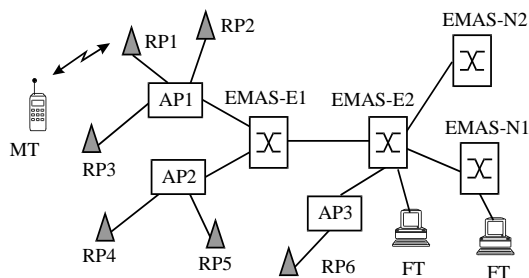 EMAS-N2
RP1
RP2
AP1
EMAS-E1
EMAS-E2
EMAS-N1
MT
RP3
AP2
AP3
RP4
RP5
RP6
FT
FT